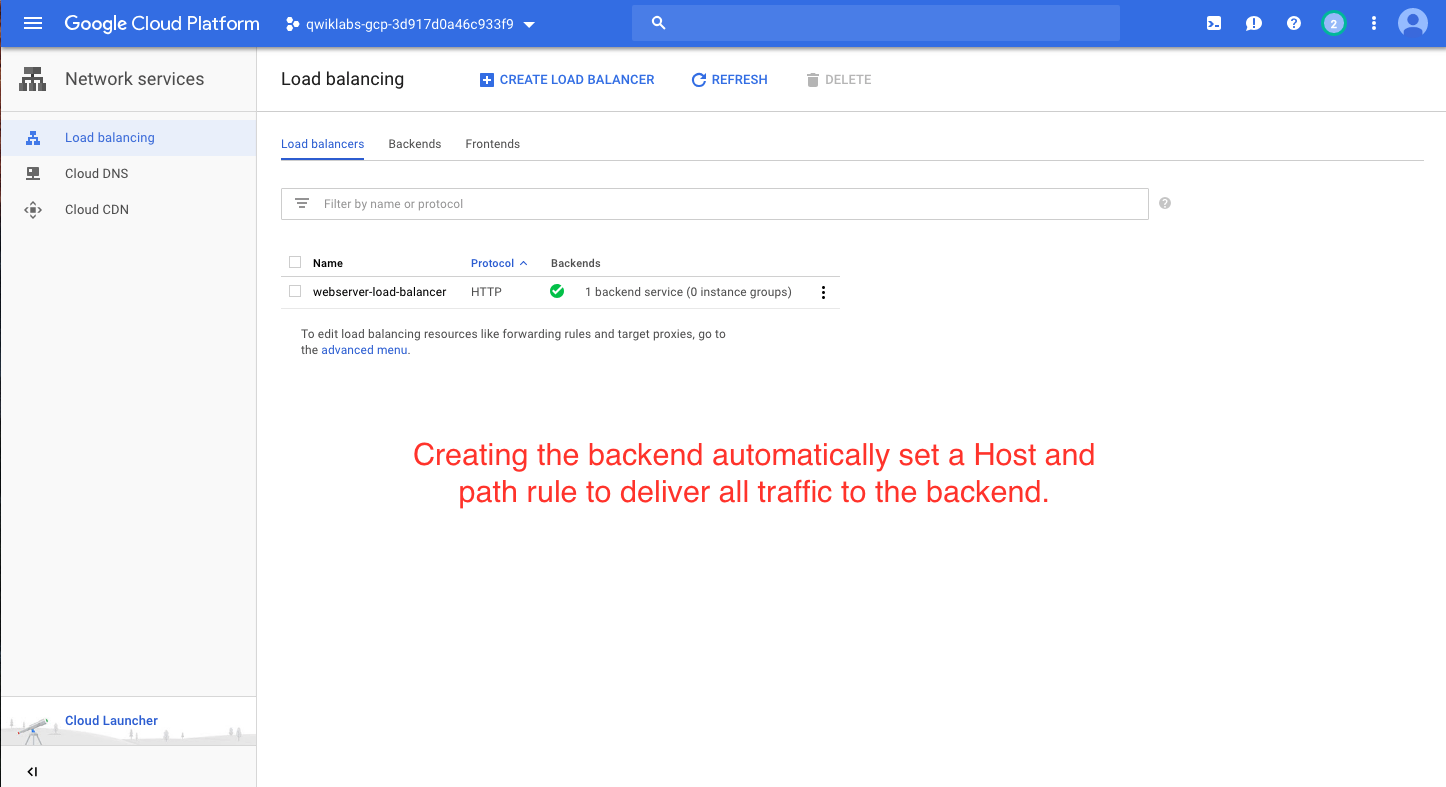 Google Cloud Platform
qwiklabs-gcp-3d917d0a46c933f9
2
Network services
Load balancing
CREATE LOAD BALANCER
REFRESH
DELETE
Load balancing
Cloud DNS
Cloud CDN
Load balancers
Backends
Frontends
Filter by name or protocol
Name Protocol Backends
webserver-load-balancer HTTP 1 backend service (0 instance groups)
To edit load balancing resources like forwarding rules and target proxies, go to
the advanced menu.
Creating the backend automatically set a Host and
path rule to deliver all traffic to the backend.
Cloud Launcher